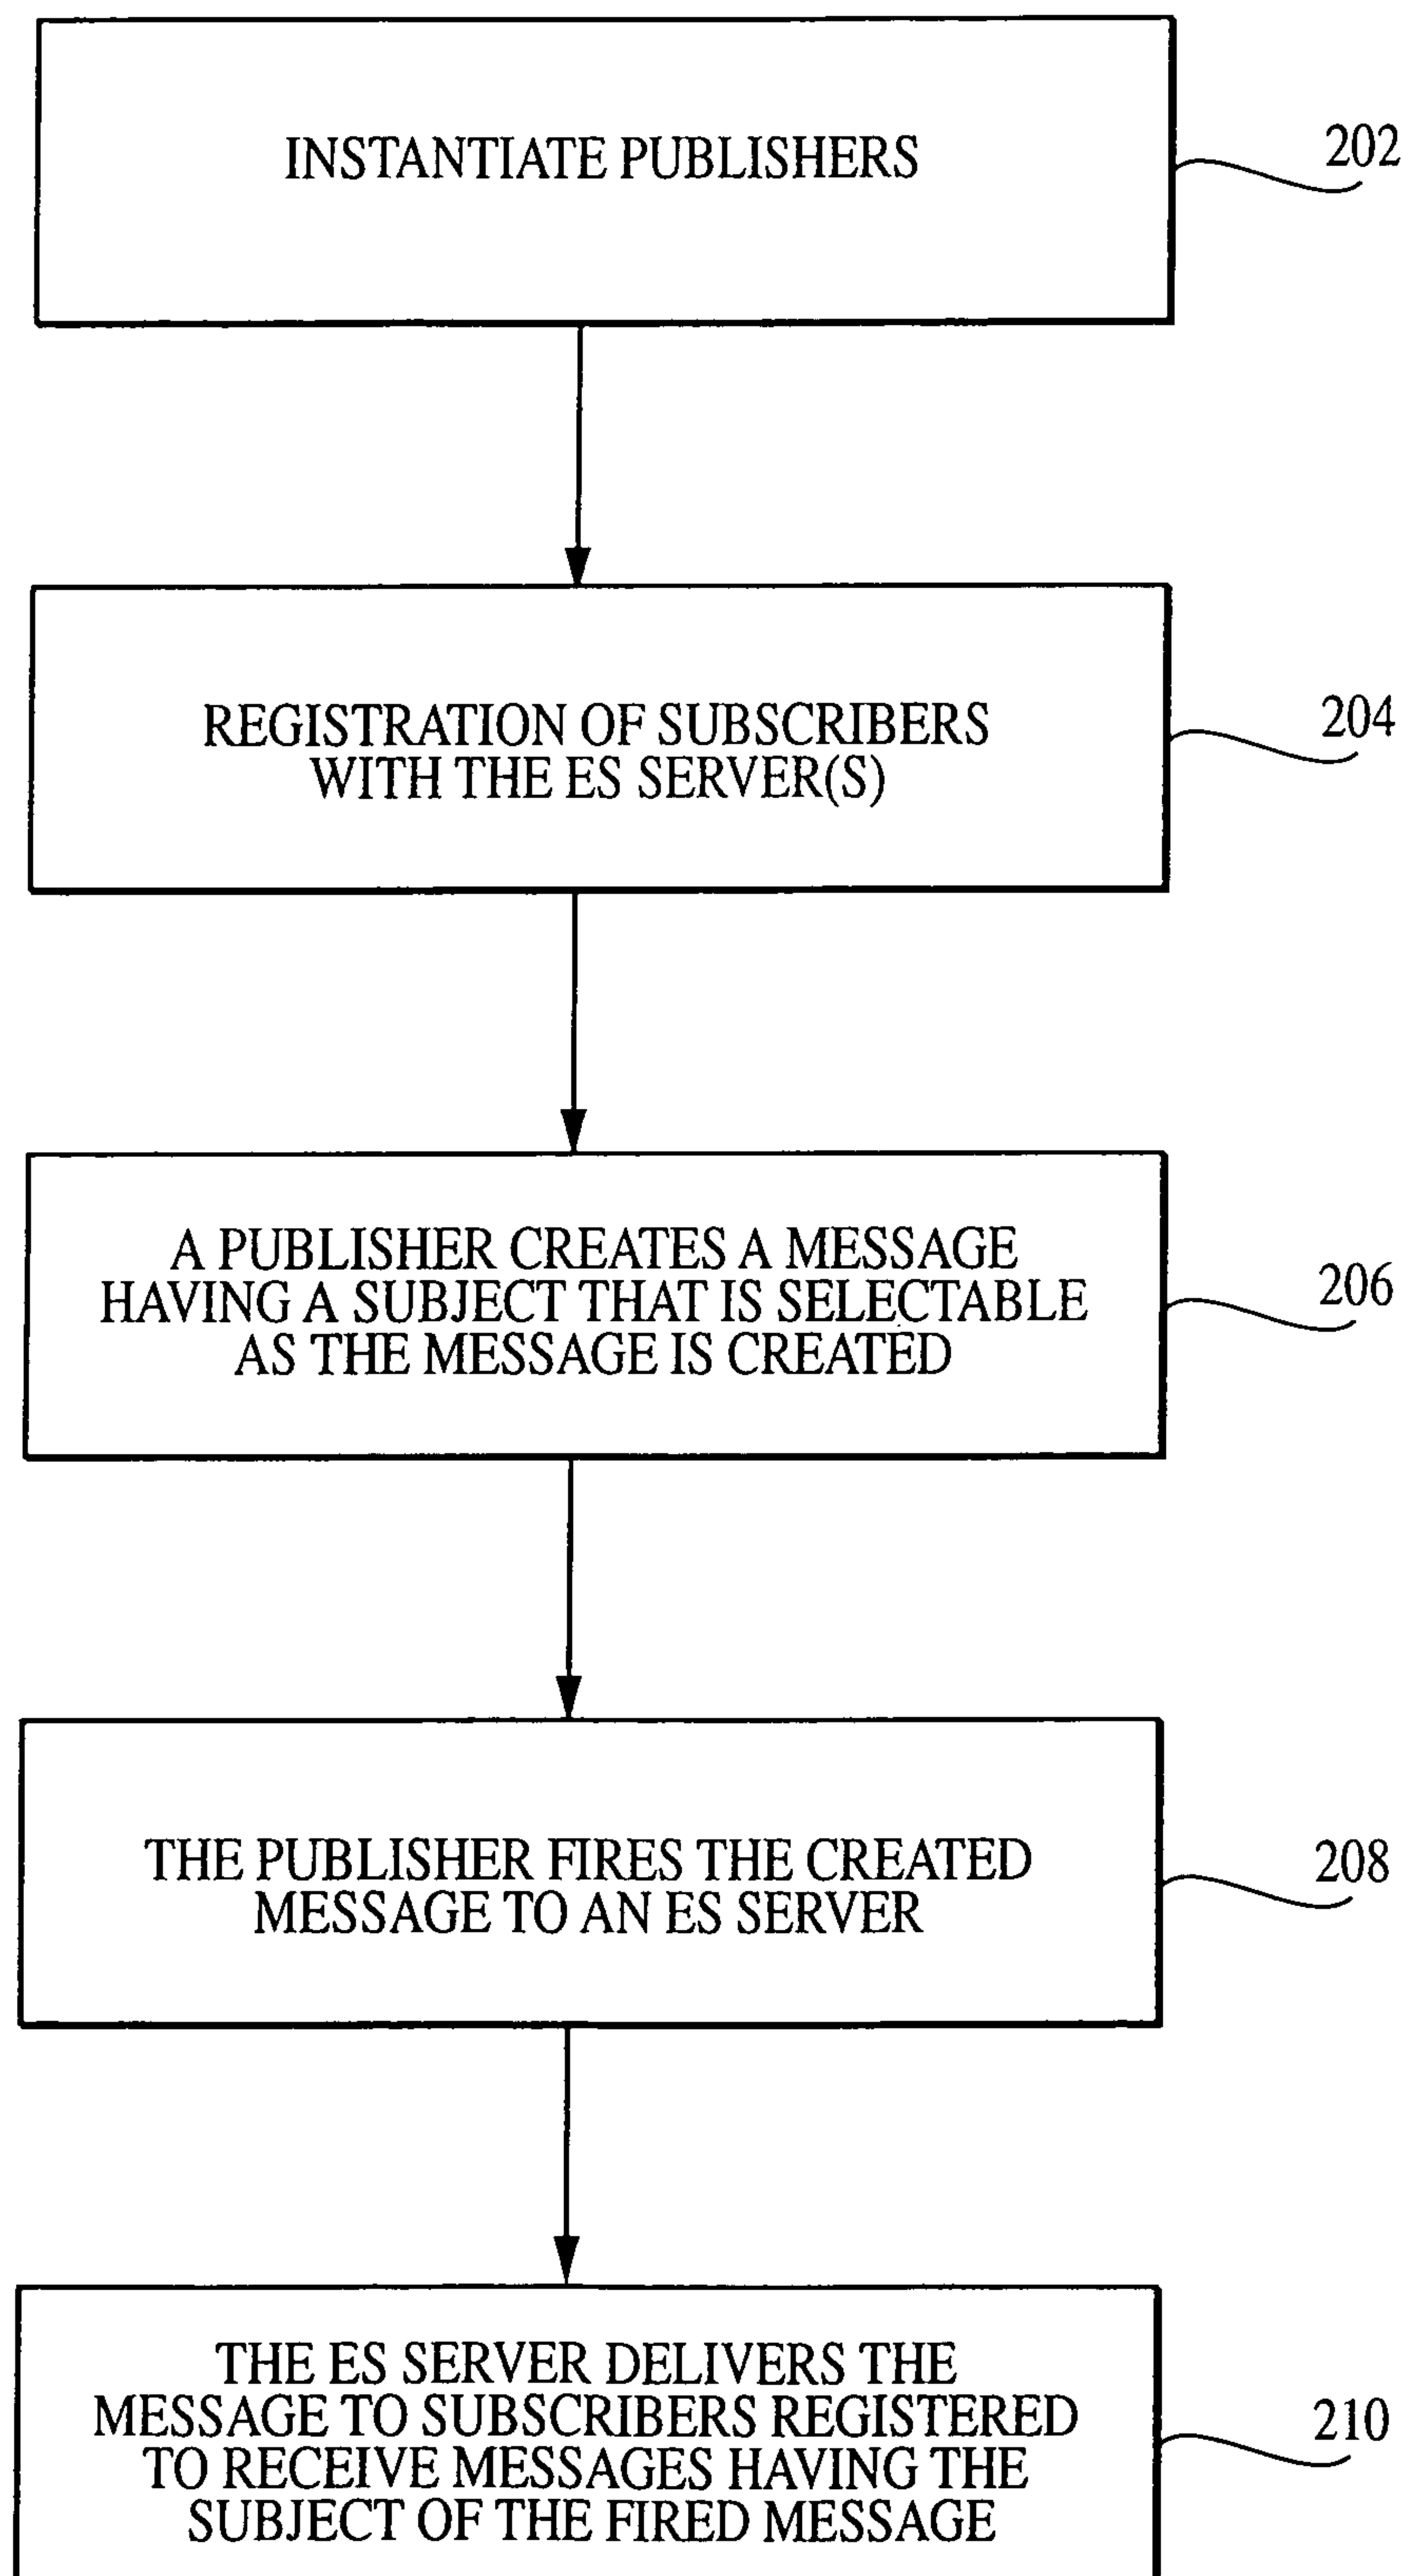 INSTANTIATE PUBLISHERS
202
REGISTRATION OF SUBSCRIBERS
WITH THE ES SERVER(S)
204
A PUBLISHER CREATES A MESSAGE
HAVING A SUBJECT THAT IS SELECTABLE
AS THE MESSAGE IS CREATED
206
THE PUBLISHER FIRES THE CREATED
MESSAGE TO AN ES SERVER
208
THE ES SERVER DELIVERS THE
MESSAGE TO SUBSCRIBERS REGISTERED
TO RECEIVE MESSAGES HAVING THE
SUBJECT OF THE FIRED MESSAGE
210